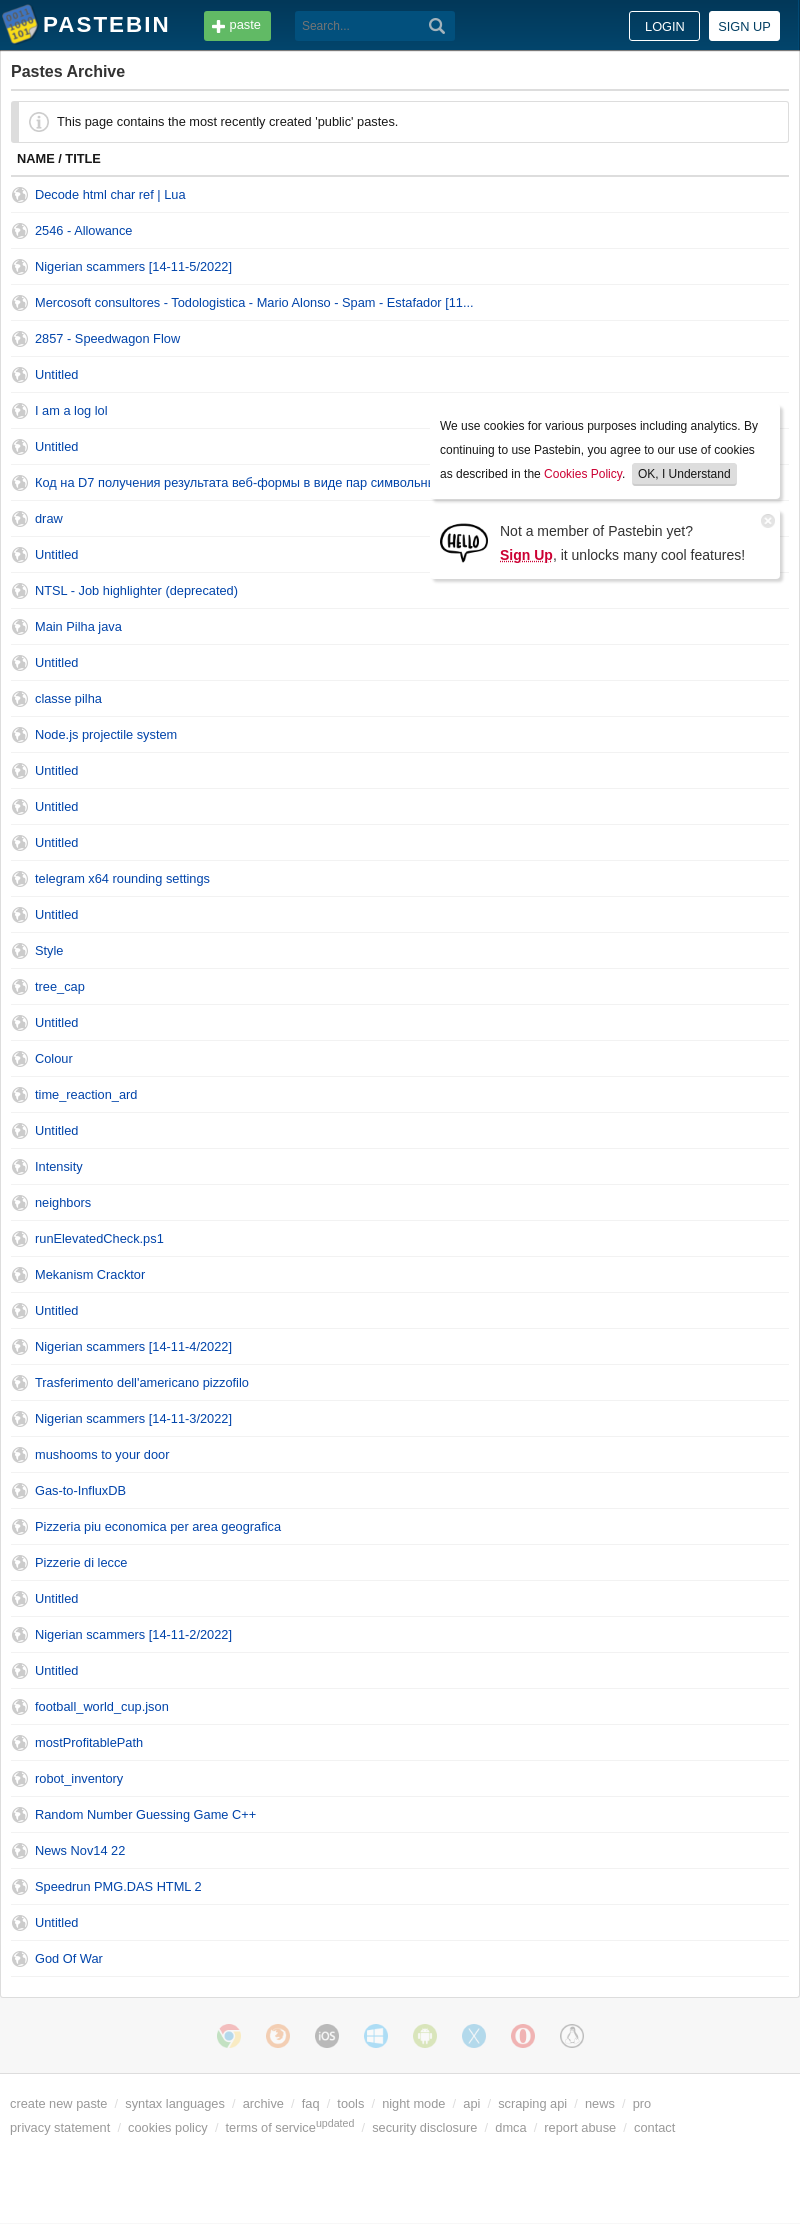 PASTEBIN
paste
Search...
LOGIN
SIGN UP
Pastes Archive
This page contains the most recently created 'public' pastes.
NAME / TITLE
Decode html char ref | Lua
2546 - Allowance
Nigerian scammers [14-11-5/2022]
Mercosoft consultores - Todologistica - Mario Alonso - Spam - Estafador [11...
2857 - Speedwagon Flow
Untitled
I am a log lol
Untitled
Код на D7 получения результата веб-формы в виде пар
draw
Untitled
NTSL - Job highlighter (deprecated)
We use cookies for various purposes including analytics. By
continuing to use Pastebin, you agree to our use of cookies
as described in the Cookies Policy. OK, I Understand
HELLO
Not a member of Pastebin yet?
Sign Up, it unlocks many cool features!
Main Pilha java
Untitled
classe pilha
Node.js projectile system
Untitled
Untitled
Untitled
telegram x64 rounding settings
Untitled
Style
tree_cap
Untitled
Colour
time_reaction_ard
Untitled
Intensity
neighbors
runElevatedCheck.ps1
Mekanism Cracktor
Untitled
Nigerian scammers [14-11-4/2022]
Trasferimento dell'americano pizzofilo
Nigerian scammers [14-11-3/2022]
mushooms to your door
Gas-to-InfluxDB
Pizzeria piu economica per area geografica
Pizzerie di lecce
Untitled
Nigerian scammers [14-11-2/2022]
Untitled
football_world_cup.json
mostProfitablePath
robot_inventory
Random Number Guessing Game C++
News Nov14 22
Speedrun PMG.DAS HTML 2
Untitled
God Of War
iOS
create new paste / syntax languages / archive / faq / tools / night mode / api / scraping api / news / pro
privacy statement / cookies policy / terms of service updated / security disclosure / dmca / report abuse / contact